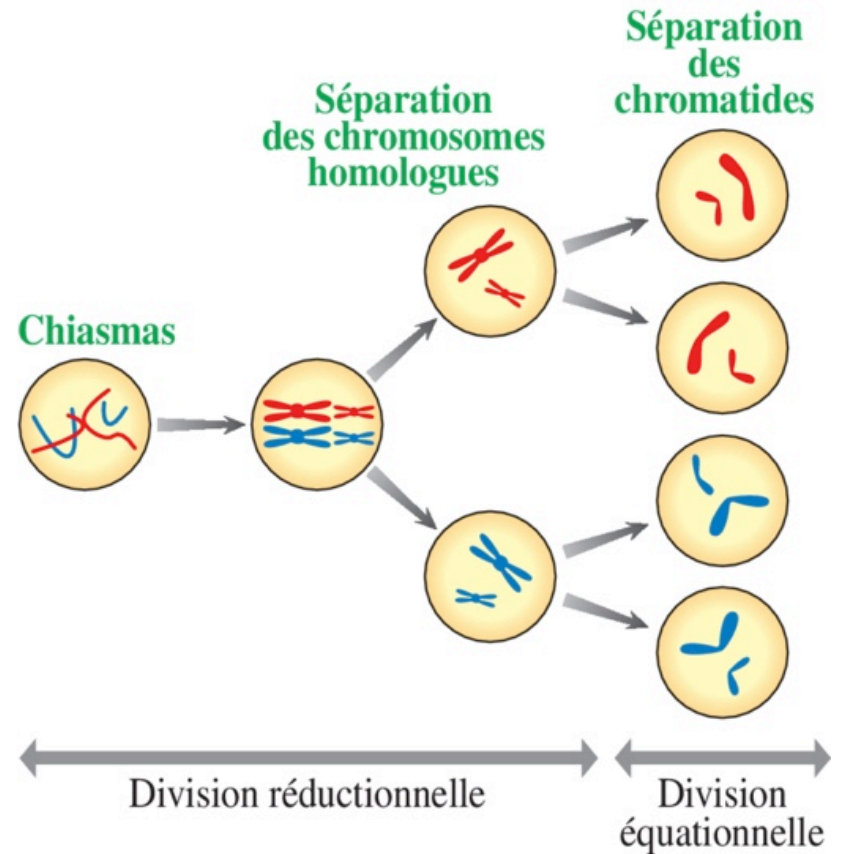 Séparation
des
chromatides
Séparation
des chromosomes
homologues
Chiasmas
Division réductionnelle
Division
équationnelle